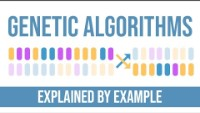 GENETIC ALGORITHMS
EXPLAINED BY EXAMPLE